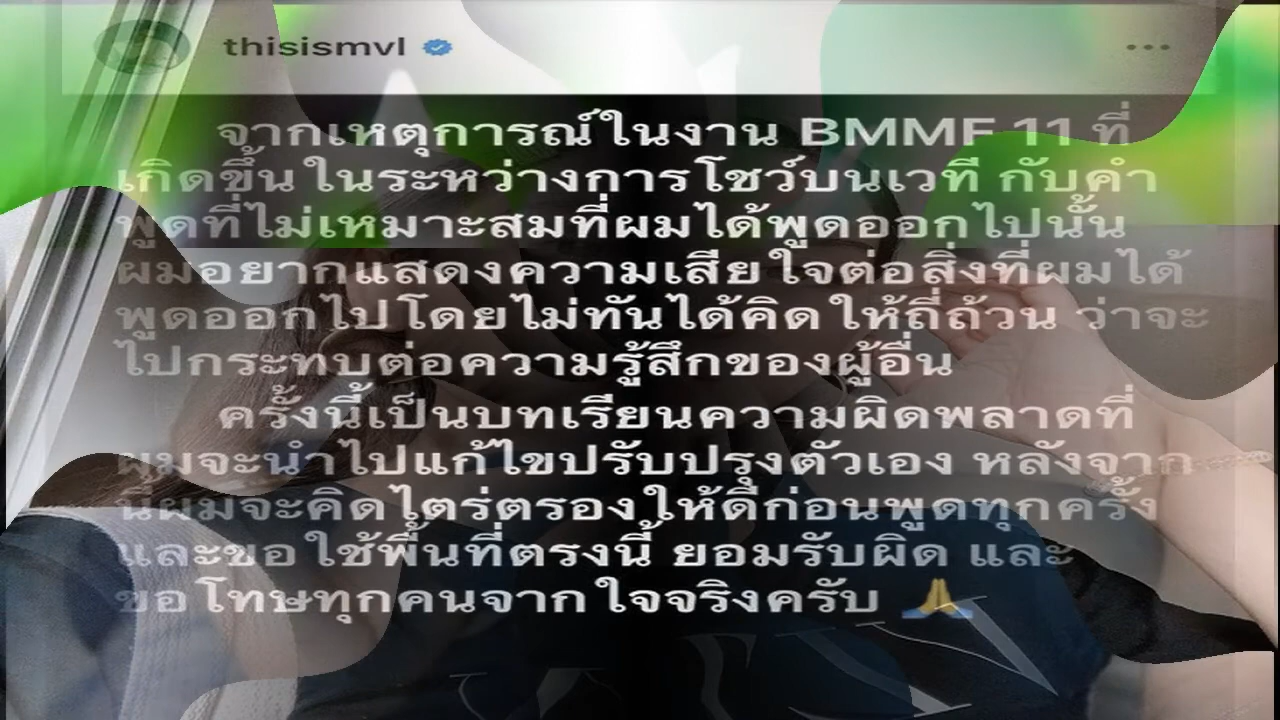 thisismvl
จากเหตุการณ์ในงาน BMMF 11 ที่
เกิดขึ้น ในระหว่างการโชว์บนเวที กับคำ
พูดที่ไม่เหมาะสมที่ผมได้พูดออกไปนั้น
ผมอยากแสดงความเสียใจต่อสิ่งที่ผมได้
พูดออกไปโดยไม่ทันได้คิดให้ถี่ถ้วน ว่าจะ
ไปกระทบต่อความรู้สึกของผู้อื่น
ครั้งนี้เป็นบทเรียนความผิดพลาดที่
ผมจะนำไปแก้ไขปรับปรุงตัวเอง หลังจาก
นี้ผมจะคิดไตร่ตรองให้ดีก่อนพูดทุกครั้ง
และขอใช้พื้นที่ตรงนี้ ยอมรับผิด และ
ขอโทษทุกคนจากใจจริงครับ 🙏